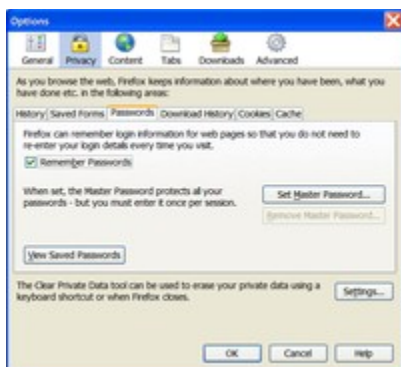 Options
General Privacy Content Tabs Downloads Advanced
As you browse the web, Firefox keeps information about where you have been, what you
have done etc. in the following areas:
History Saved Forms Passwords Download History Cookies Cache
Firefox can remember login information for web pages so that you do not need to
re-enter your login details every time you visit.
Remember Passwords
When set, the Master Password protects all your
passwords - but you must enter it once per session.
Set Master Password...
Remove Master Password...
View Saved Passwords
The Clear Private Data tool can be used to erase your private data using a
keyboard shortcut or when Firefox closes.
Settings...
OK Cancel Help